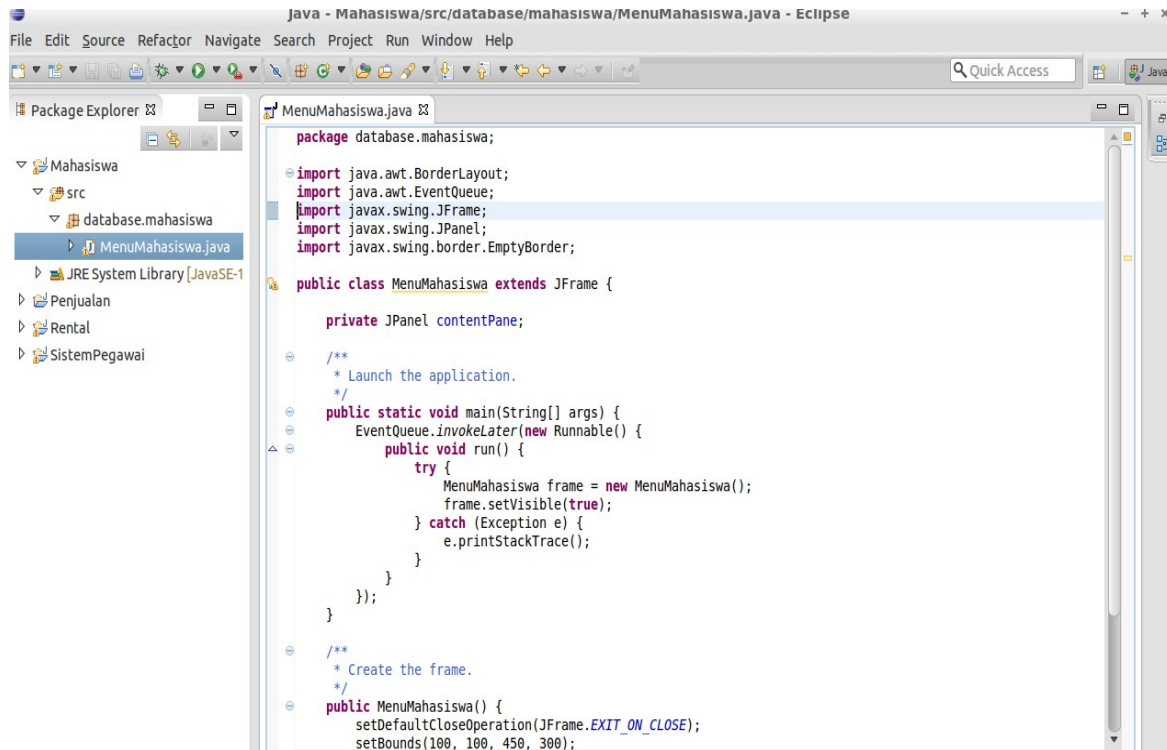 Java - Mahasiswa/src/database/mahasiswa/MenuMahasiswa.java - Eclipse
File Edit Source Refactor Navigate Search Project Run Window Help
Quick Access
Java
Package Explorer
MenuMahasiswa.java
Mahasiswa
src
database.mahasiswa
MenuMahasiswa.java
JRE System Library [JavaSE-1
Penjualan
Rental
SistemPegawai
package database.mahasiswa;
import java.awt.BorderLayout;
import java.awt.EventQueue;
import javax.swing.JFrame;
import javax.swing.JPanel;
import javax.swing.border.EmptyBorder;
public class MenuMahasiswa extends JFrame {
private JPanel contentPane;
/**
* Launch the application.
*/
public static void main(String[] args) {
EventQueue.invokeLater(new Runnable() {
public void run() {
try {
MenuMahasiswa frame = new MenuMahasiswa();
frame.setVisible(true);
} catch (Exception e) {
e.printStackTrace();
}
}
});
}
/**
* Create the frame.
*/
public MenuMahasiswa() {
setDefaultCloseOperation(JFrame.EXIT_ON_CLOSE);
setBounds(100, 100, 450, 300);